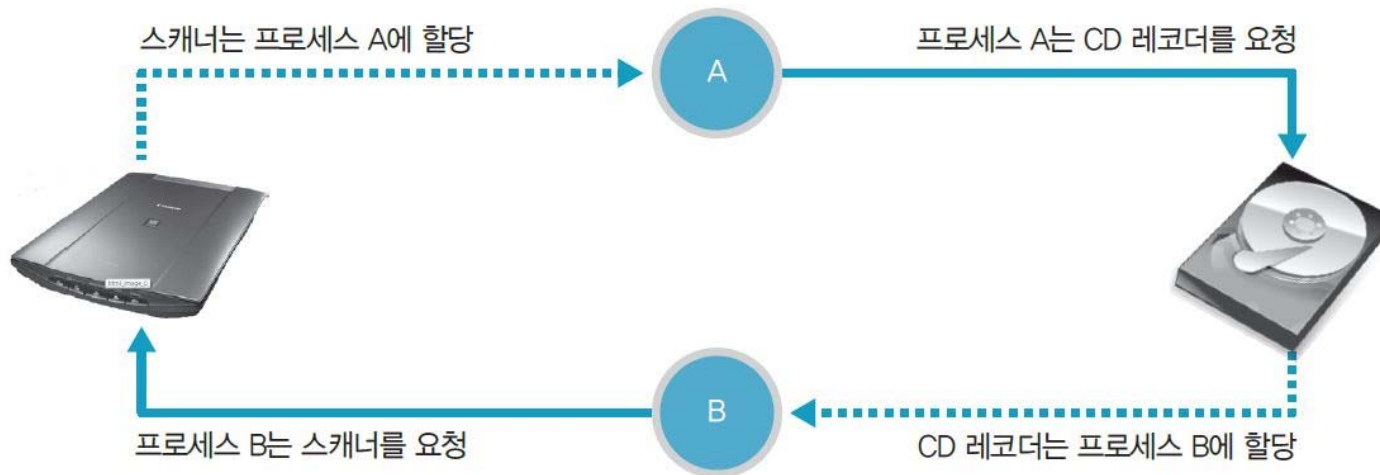 스캐너는 프로세스 A에 할당
A
프로세스 A는 CD 레코더를 요청
B
프로세스 B는 스캐너를 요청
CD 레코더는 프로세스 B에 할당